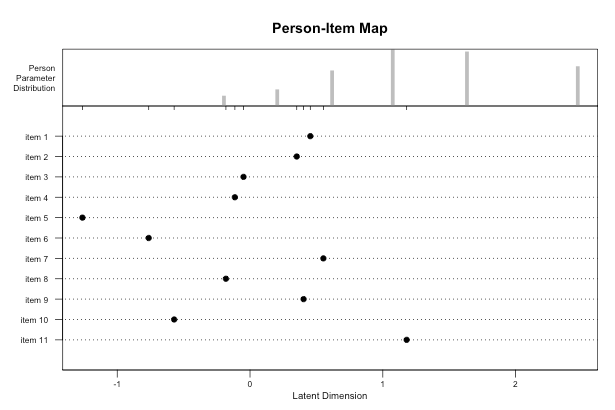 Person-Item Map
Person
Parameter
Distribution
item 1
item 2
item 3
item 4
item 5
item 6
item 7
item 8
item 9
item 10
item 11
-1 0 1 2
Latent Dimension